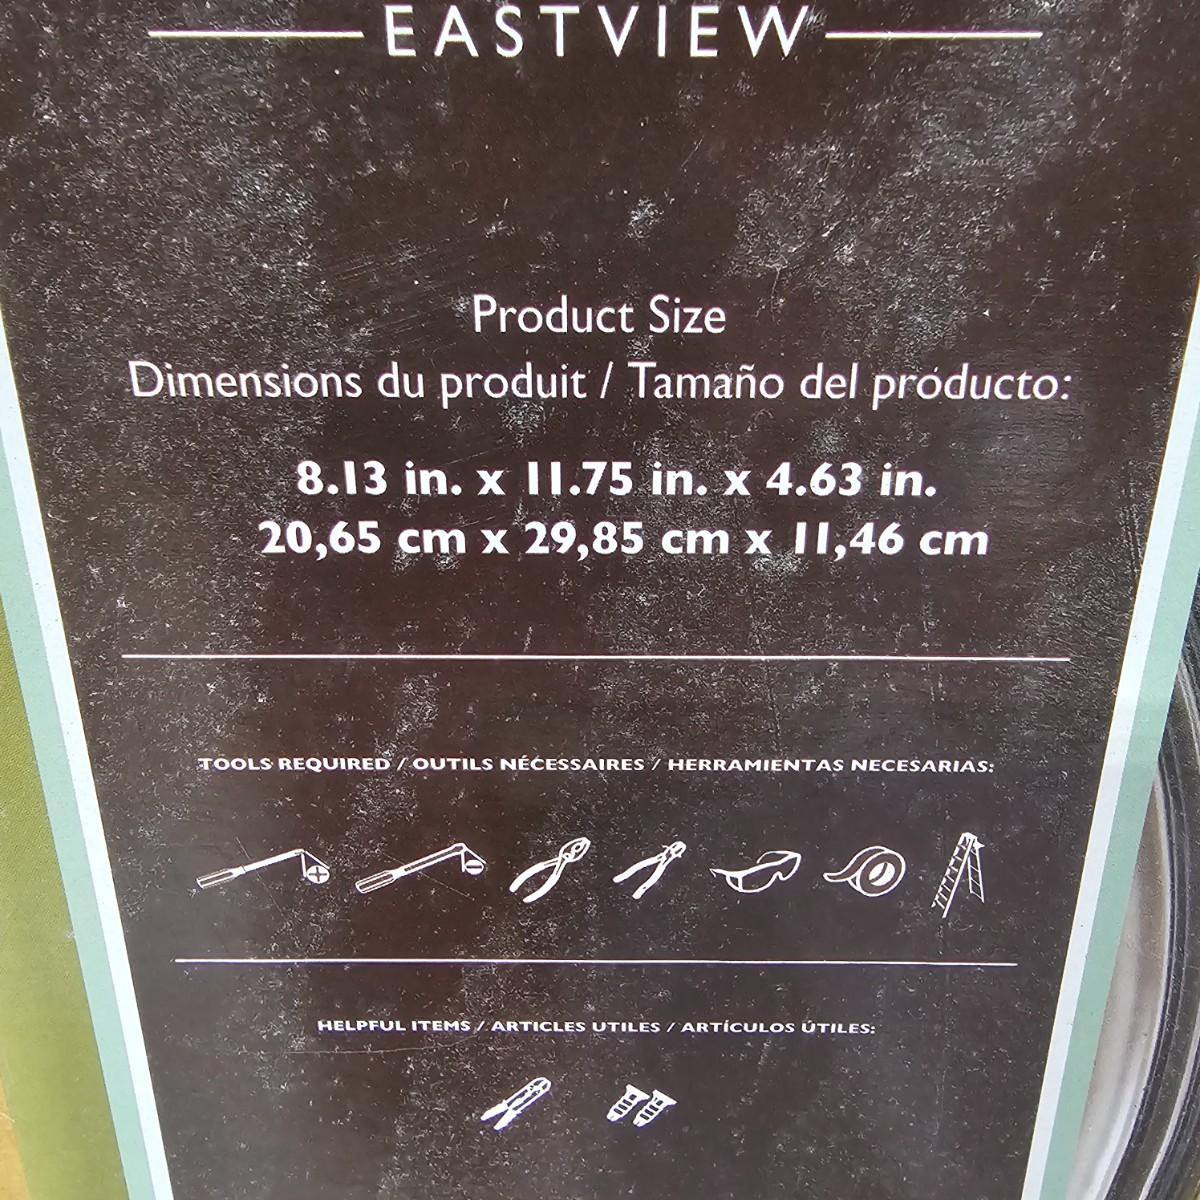 EASTVIEW
Product Size
Dimensions du produit / Tamaño del producto:
8.13 in. x 11.75 in. x 4.63 in.
20,65 cm x 29,85 cm x 11,46 cm
TOOLS REQUIRED / OUTILS NÉCESSAIRES / HERRAMIENTAS NECESARIAS:
HELPFUL ITEMS / ARTICLES UTILES / ARTÍCULOS ÚTILES: